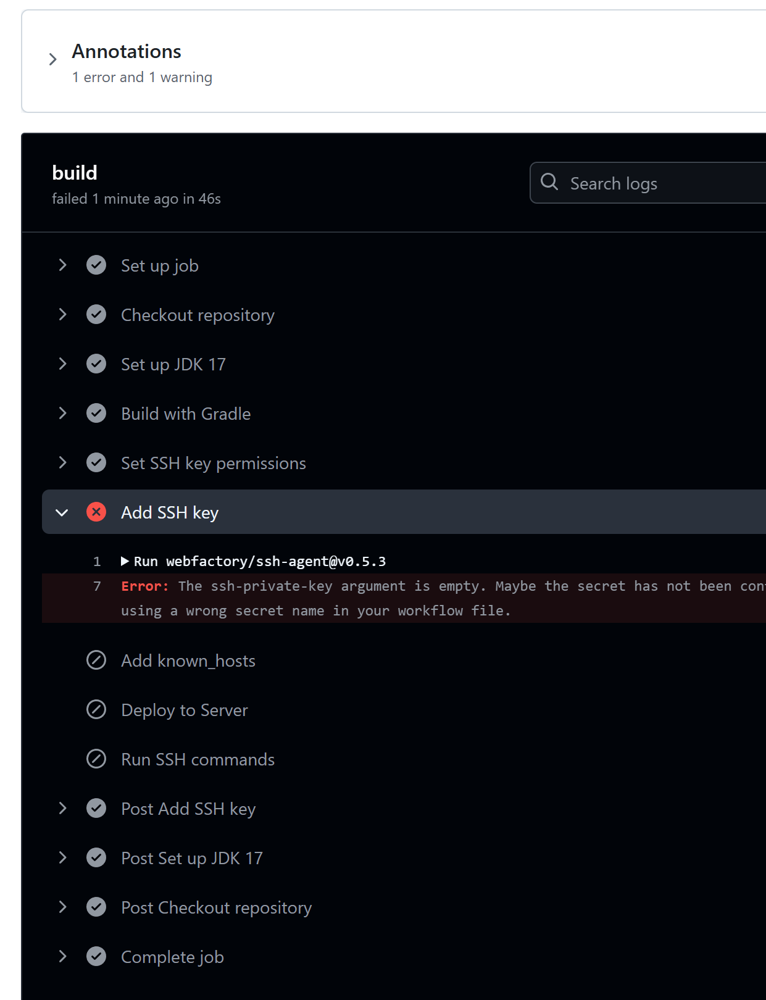 Annotations
1 error and 1 warning
build
failed 1 minute ago in 46s
Search logs
Set up job
Checkout repository
Set up JDK 17
Build with Gradle
Set SSH key permissions
Add SSH key
1 Run webfactory/ssh-agent@v0.5.3
7 Error: The ssh-private-key argument is empty. Maybe the secret has not been
using a wrong secret name in your workflow file.
Add known_hosts
Deploy to Server
Run SSH commands
Post Add SSH key
Post Set up JDK 17
Post Checkout repository
Complete job